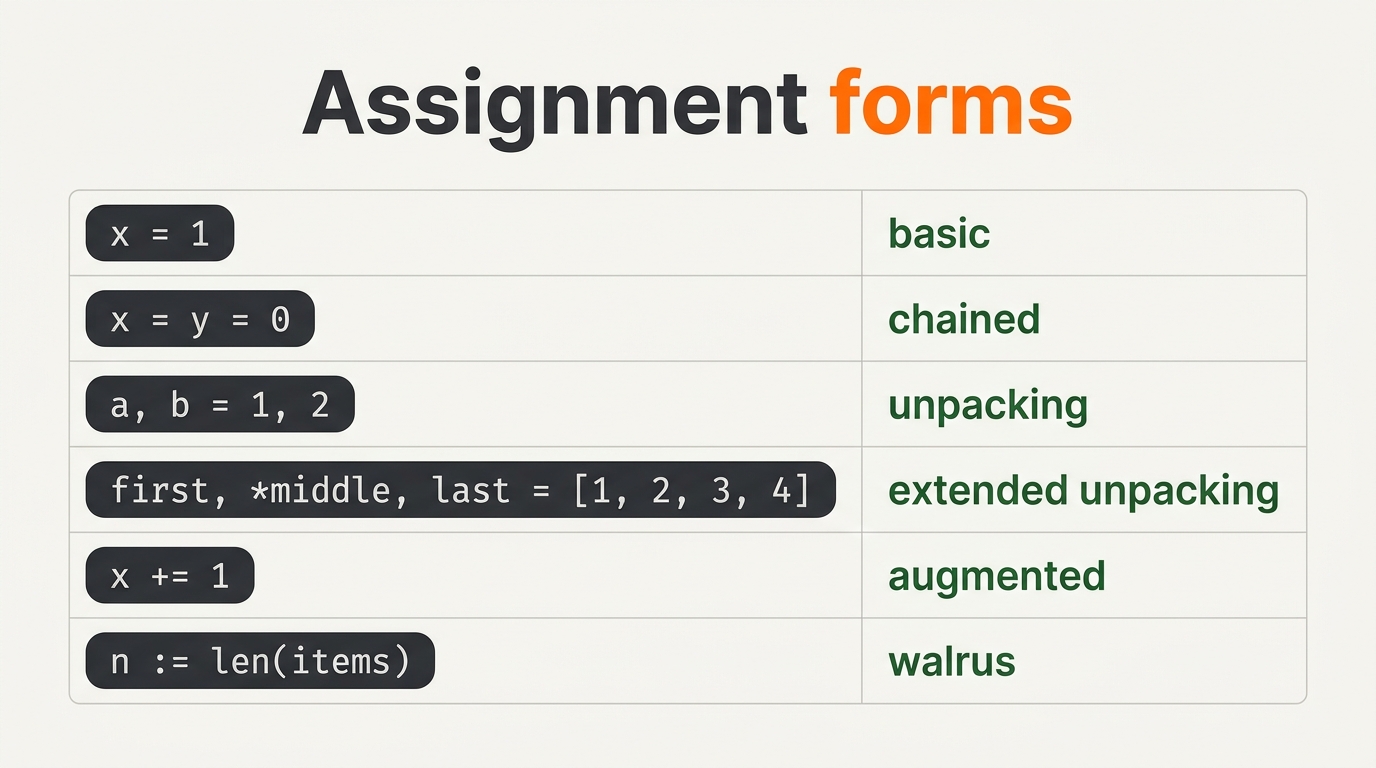 Assignment forms
x = 1 basic
x = y = 0 chained
a, b = 1, 2 unpacking
first, *middle, last = [1, 2, 3, 4] extended unpacking
x += 1 augmented
n := len(items) walrus